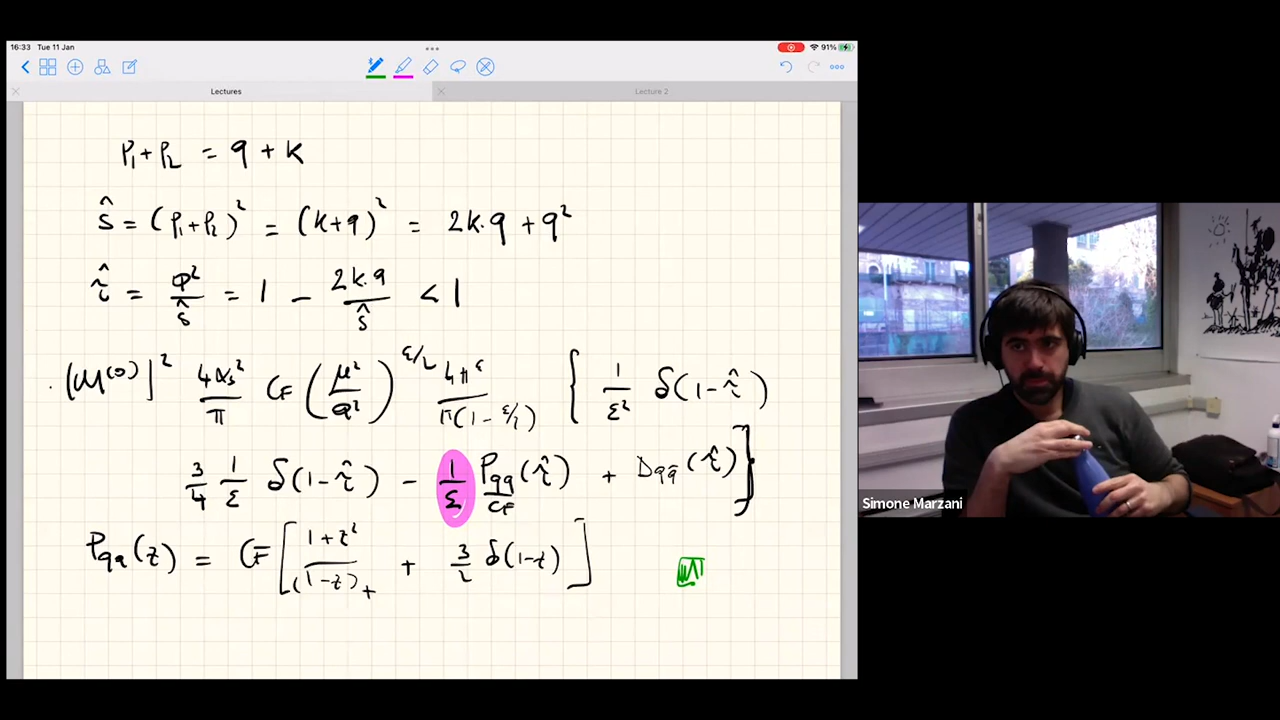 16:33 Tue 11 Jan
91%
Lectures
Lecture 2
p₁+p₂ = q + k
ŝ = (p₁+p₂)² = (k+q)² = 2k·q + q²
τ̂ = Q²/ŝ = 1 − 2k·q/ŝ < 1
|M⁽⁰⁾|² 4αs²/π CF (μ²/Q²)^{ε/2} 4π^ε/Γ(1−ε/2) { 1/ε² δ(1−τ̂)
3/4 1/ε δ(1−τ̂) − 1/ε Pqq(τ̂)/CF + Dqq̄(τ̂) }
Pqq(z) = CF [ 1+z²/(1−z)₊ + 3/2 δ(1−z) ]
Simone Marzani